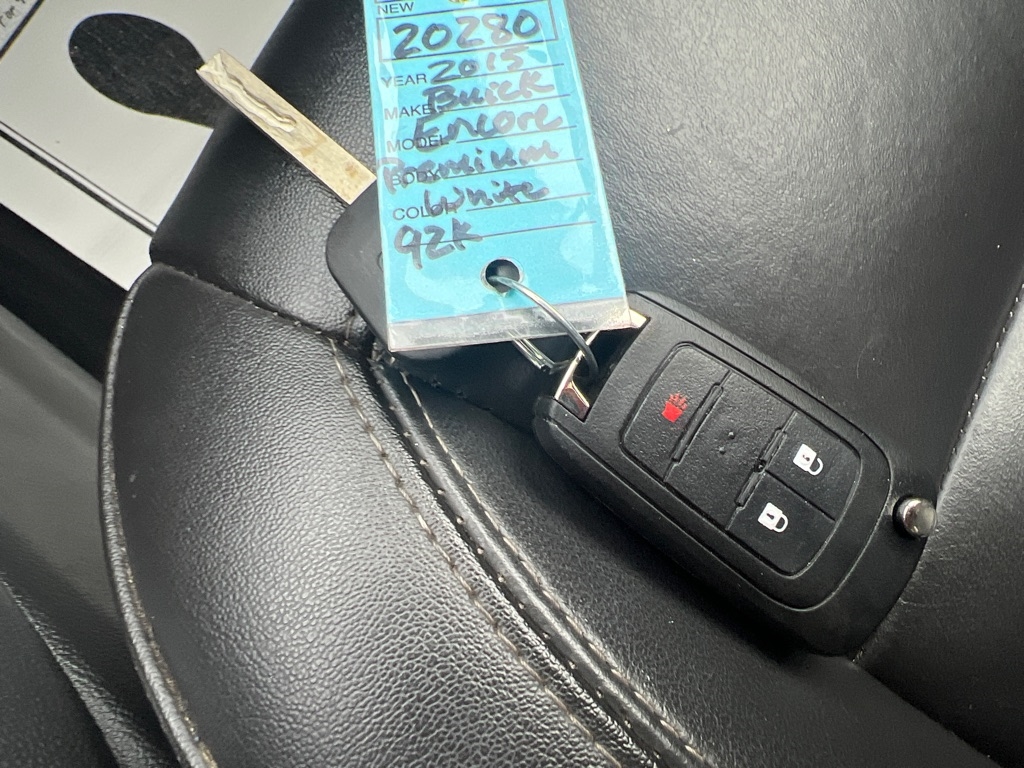 NEW
20280
YEAR 2015
MAKE Buick
MODEL Encore
BODY Premium
COLOR White
92K